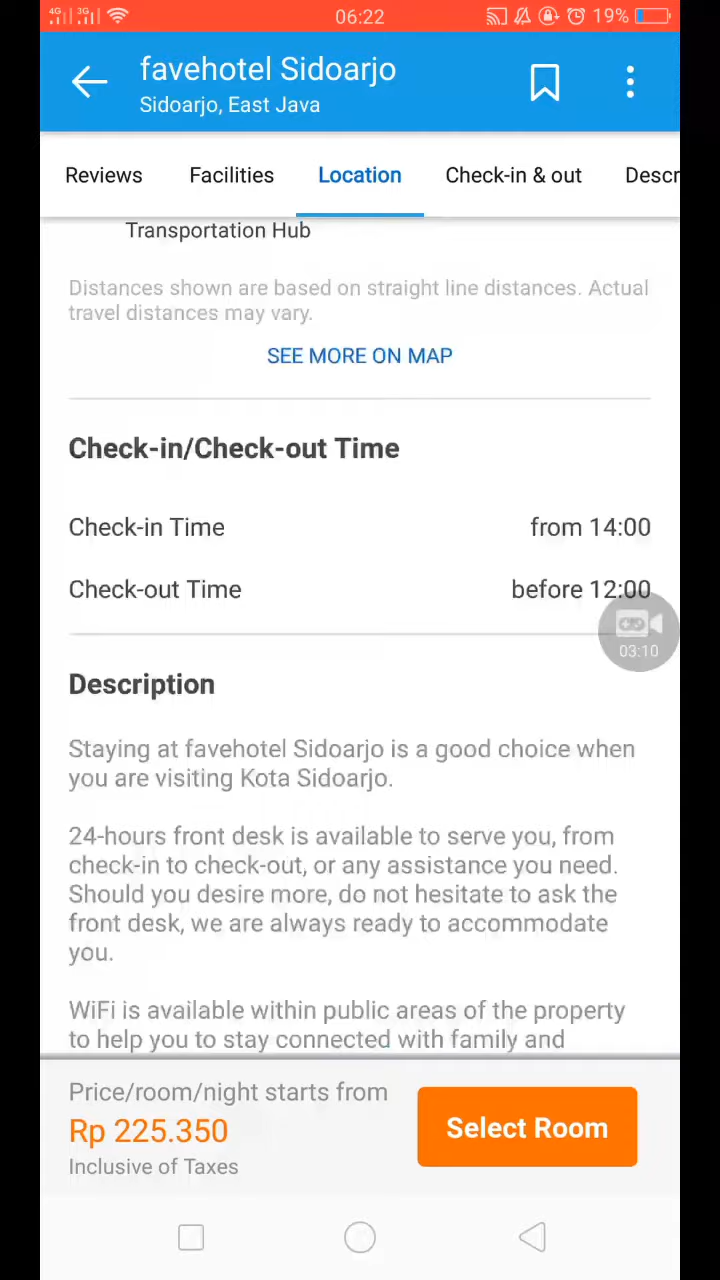 4G 3G 06:22 19%
favehotel Sidoarjo
Sidoarjo, East Java
Reviews Facilities Location Check-in & out Descr
Transportation Hub
Distances shown are based on straight line distances. Actual
travel distances may vary.
SEE MORE ON MAP
Check-in/Check-out Time
Check-in Time from 14:00
Check-out Time before 12:00
03:10
Description
Staying at favehotel Sidoarjo is a good choice when
you are visiting Kota Sidoarjo.
24-hours front desk is available to serve you, from
check-in to check-out, or any assistance you need.
Should you desire more, do not hesitate to ask the
front desk, we are always ready to accommodate
you.
WiFi is available within public areas of the property
to help you to stay connected with family and
Price/room/night starts from
Rp 225.350
Inclusive of Taxes
Select Room